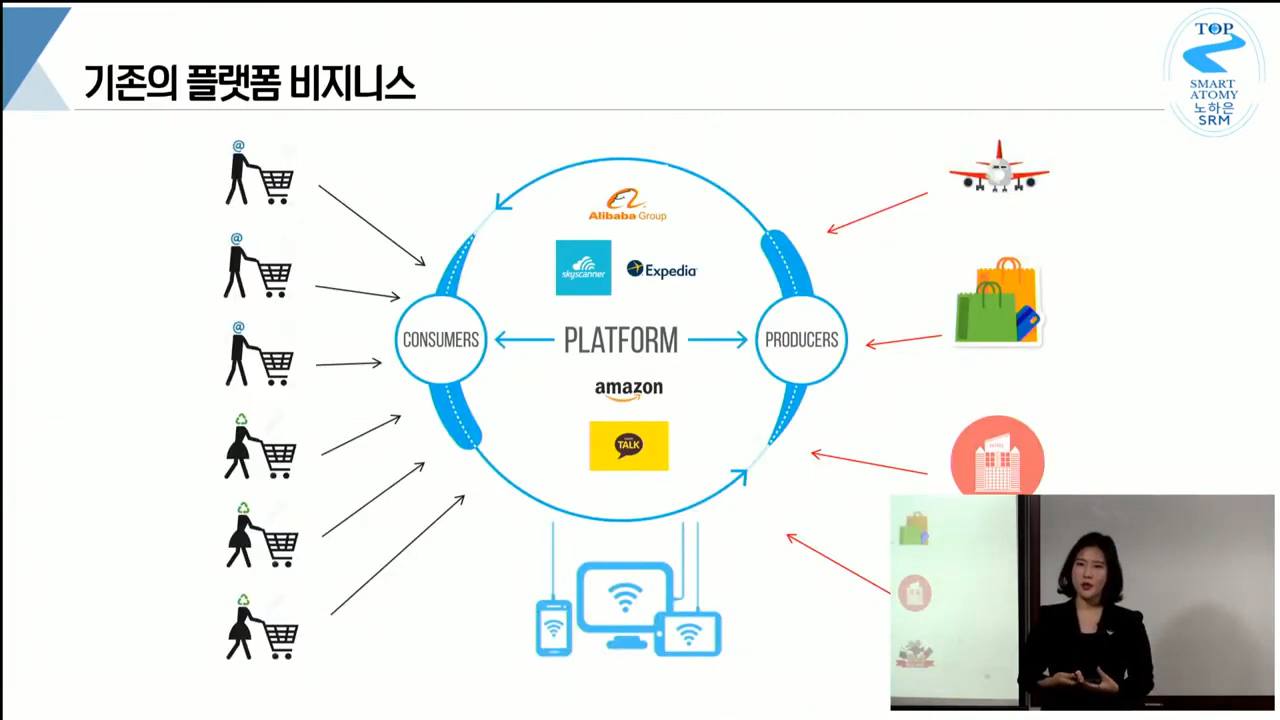 기존의 플랫폼 비지니스
TOP
SMART
ATOMY
노하은
SRM
@
@
@
Alibaba Group
skyscanner
Expedia
CONSUMERS
PLATFORM
PRODUCERS
amazon
TALK